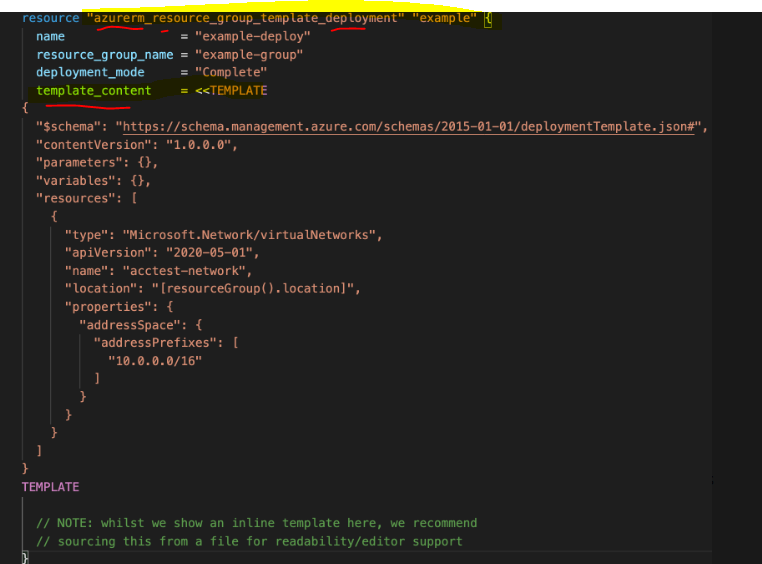 resource "azurerm_resource_group_template_deployment" "example" {
name = "example-deploy"
resource_group_name = "example-group"
deployment_mode = "Complete"
template_content = <<TEMPLATE
{
"$schema": "https://schema.management.azure.com/schemas/2015-01-01/deploymentTemplate.json#",
"contentVersion": "1.0.0.0",
"parameters": {},
"variables": {},
"resources": [
{
"type": "Microsoft.Network/virtualNetworks",
"apiVersion": "2020-05-01",
"name": "acctest-network",
"location": "[resourceGroup().location]",
"properties": {
"addressSpace": {
"addressPrefixes": [
"10.0.0.0/16"
]
}
}
}
]
}
TEMPLATE
// NOTE: whilst we show an inline template here, we recommend
// sourcing this from a file for readability/editor support
}